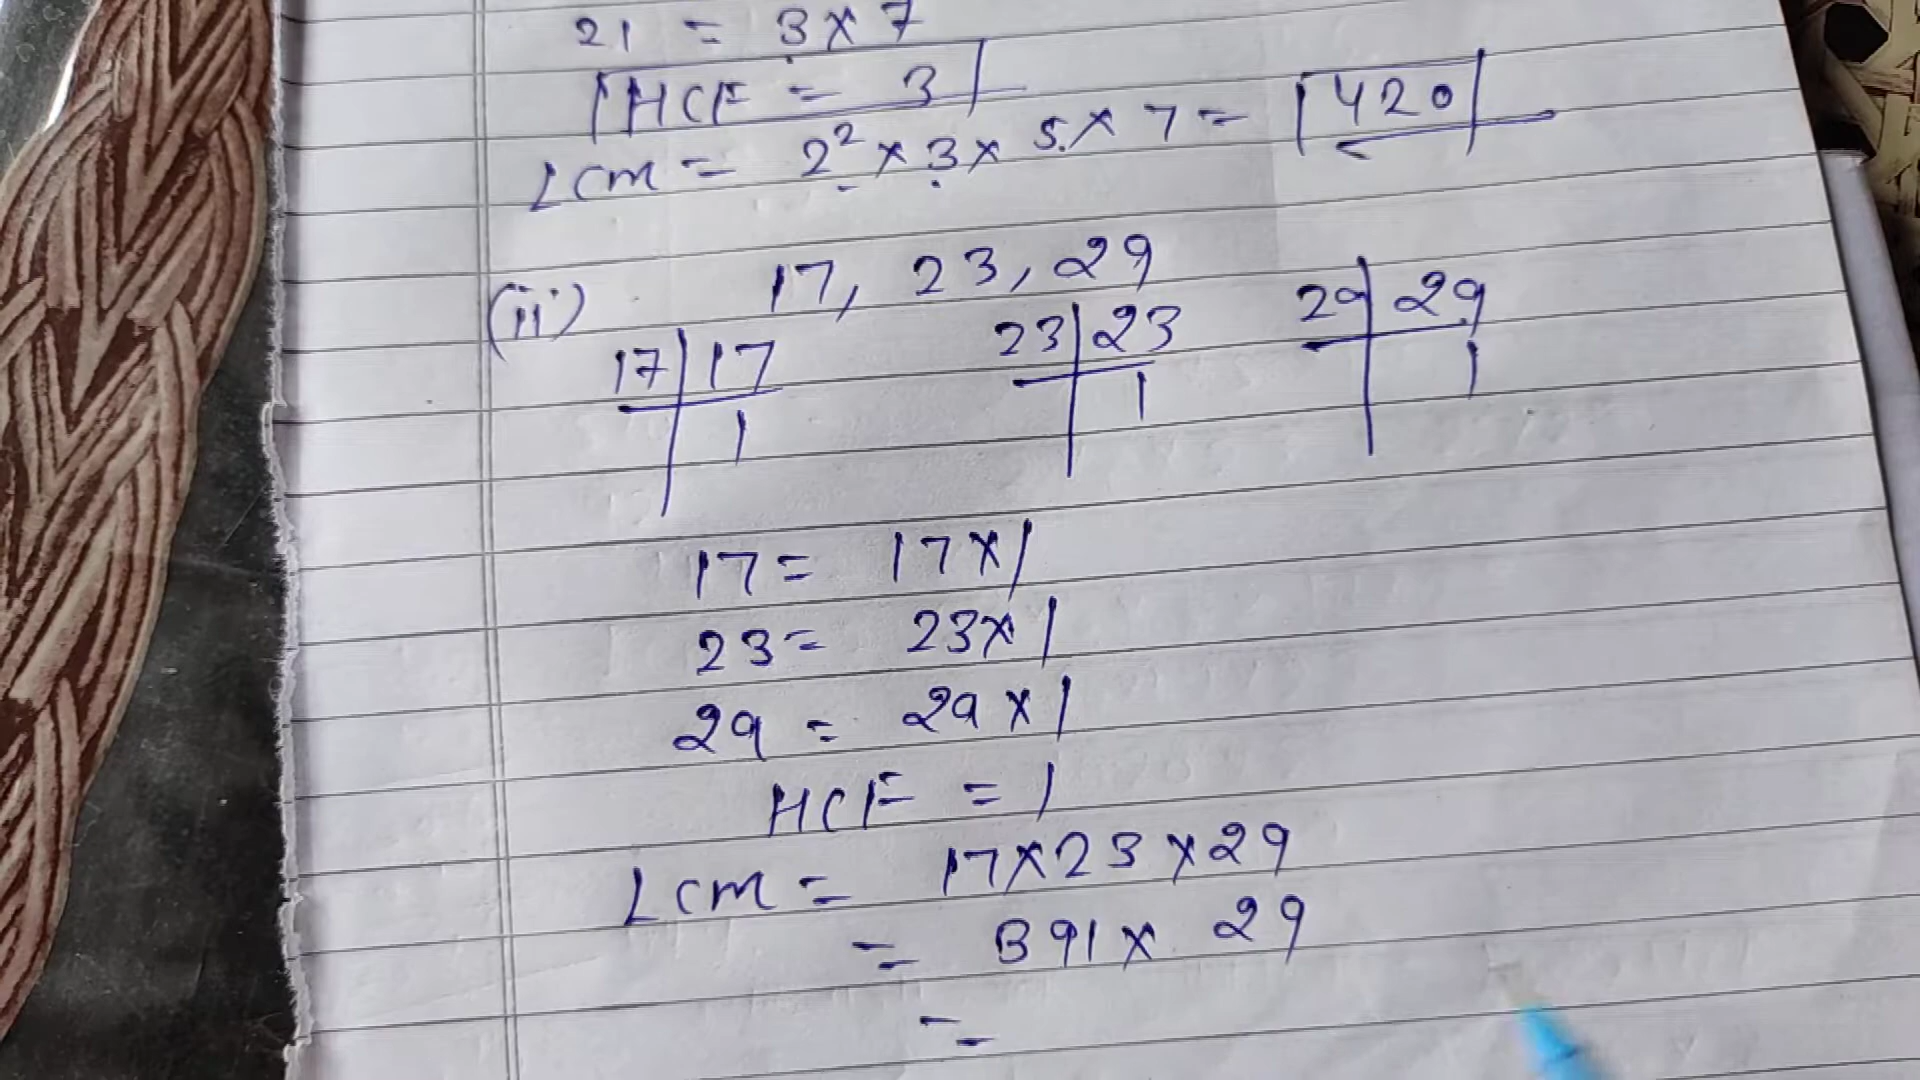 21 = 3 x 7
HCF = 3
LCM = 2² x 3 x 5 x 7 = 420
(ii) 17, 23, 29
17 | 17 23 | 23 29 | 29
1 1 1
17 = 17 x 1
23 = 23 x 1
29 = 29 x 1
HCF = 1
LCM = 17 x 23 x 29
= 391 x 29
=